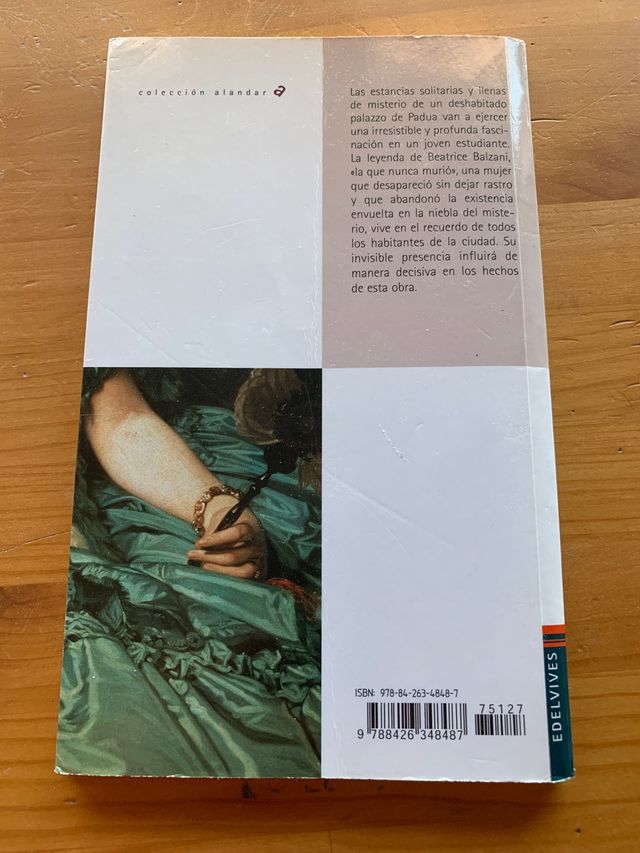 colección alandar a
Las estancias solitarias y llenas
de misterio de un deshabitado
palazzo de Padua van a ejercer
una irresistible y profunda fasci-
nación en un joven estudiante.
La leyenda de Beatrice Balzani,
«la que nunca murió», una mujer
que desapareció sin dejar rastro
y que abandonó la existencia
envuelta en la niebla del miste-
rio, vive en el recuerdo de todos
los habitantes de la ciudad. Su
invisible presencia influirá de
manera decisiva en los hechos
de esta obra.
ISBN: 978-84-263-4848-7
75127
9 788426 348487
EDELVIVES